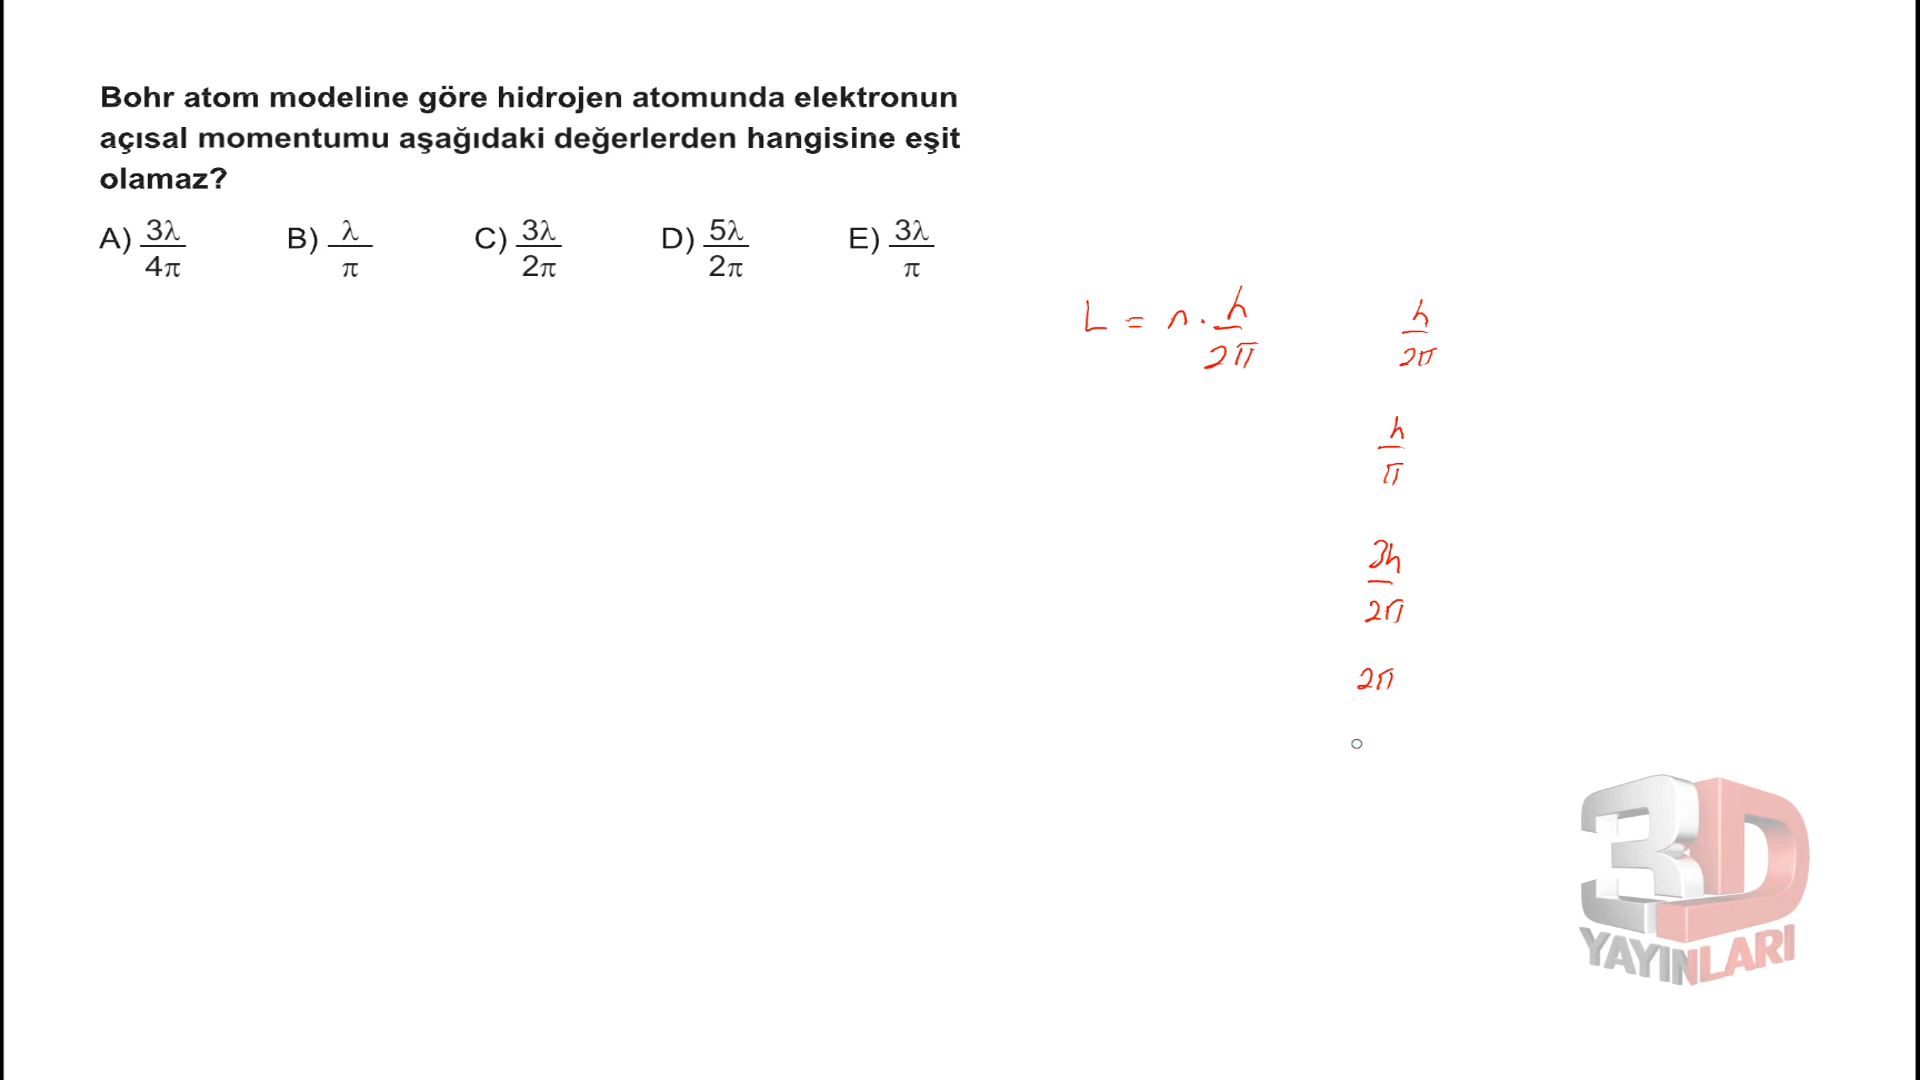 Bohr atom modeline göre hidrojen atomunda elektronun
açısal momentumu aşağıdaki değerlerden hangisine eşit
olamaz?
A) 3λ/4π B) λ/π C) 3λ/2π D) 5λ/2π E) 3λ/π
L = n · h/2π h/2π
h/π
3h/2π
2π
3D
YAYINLARI